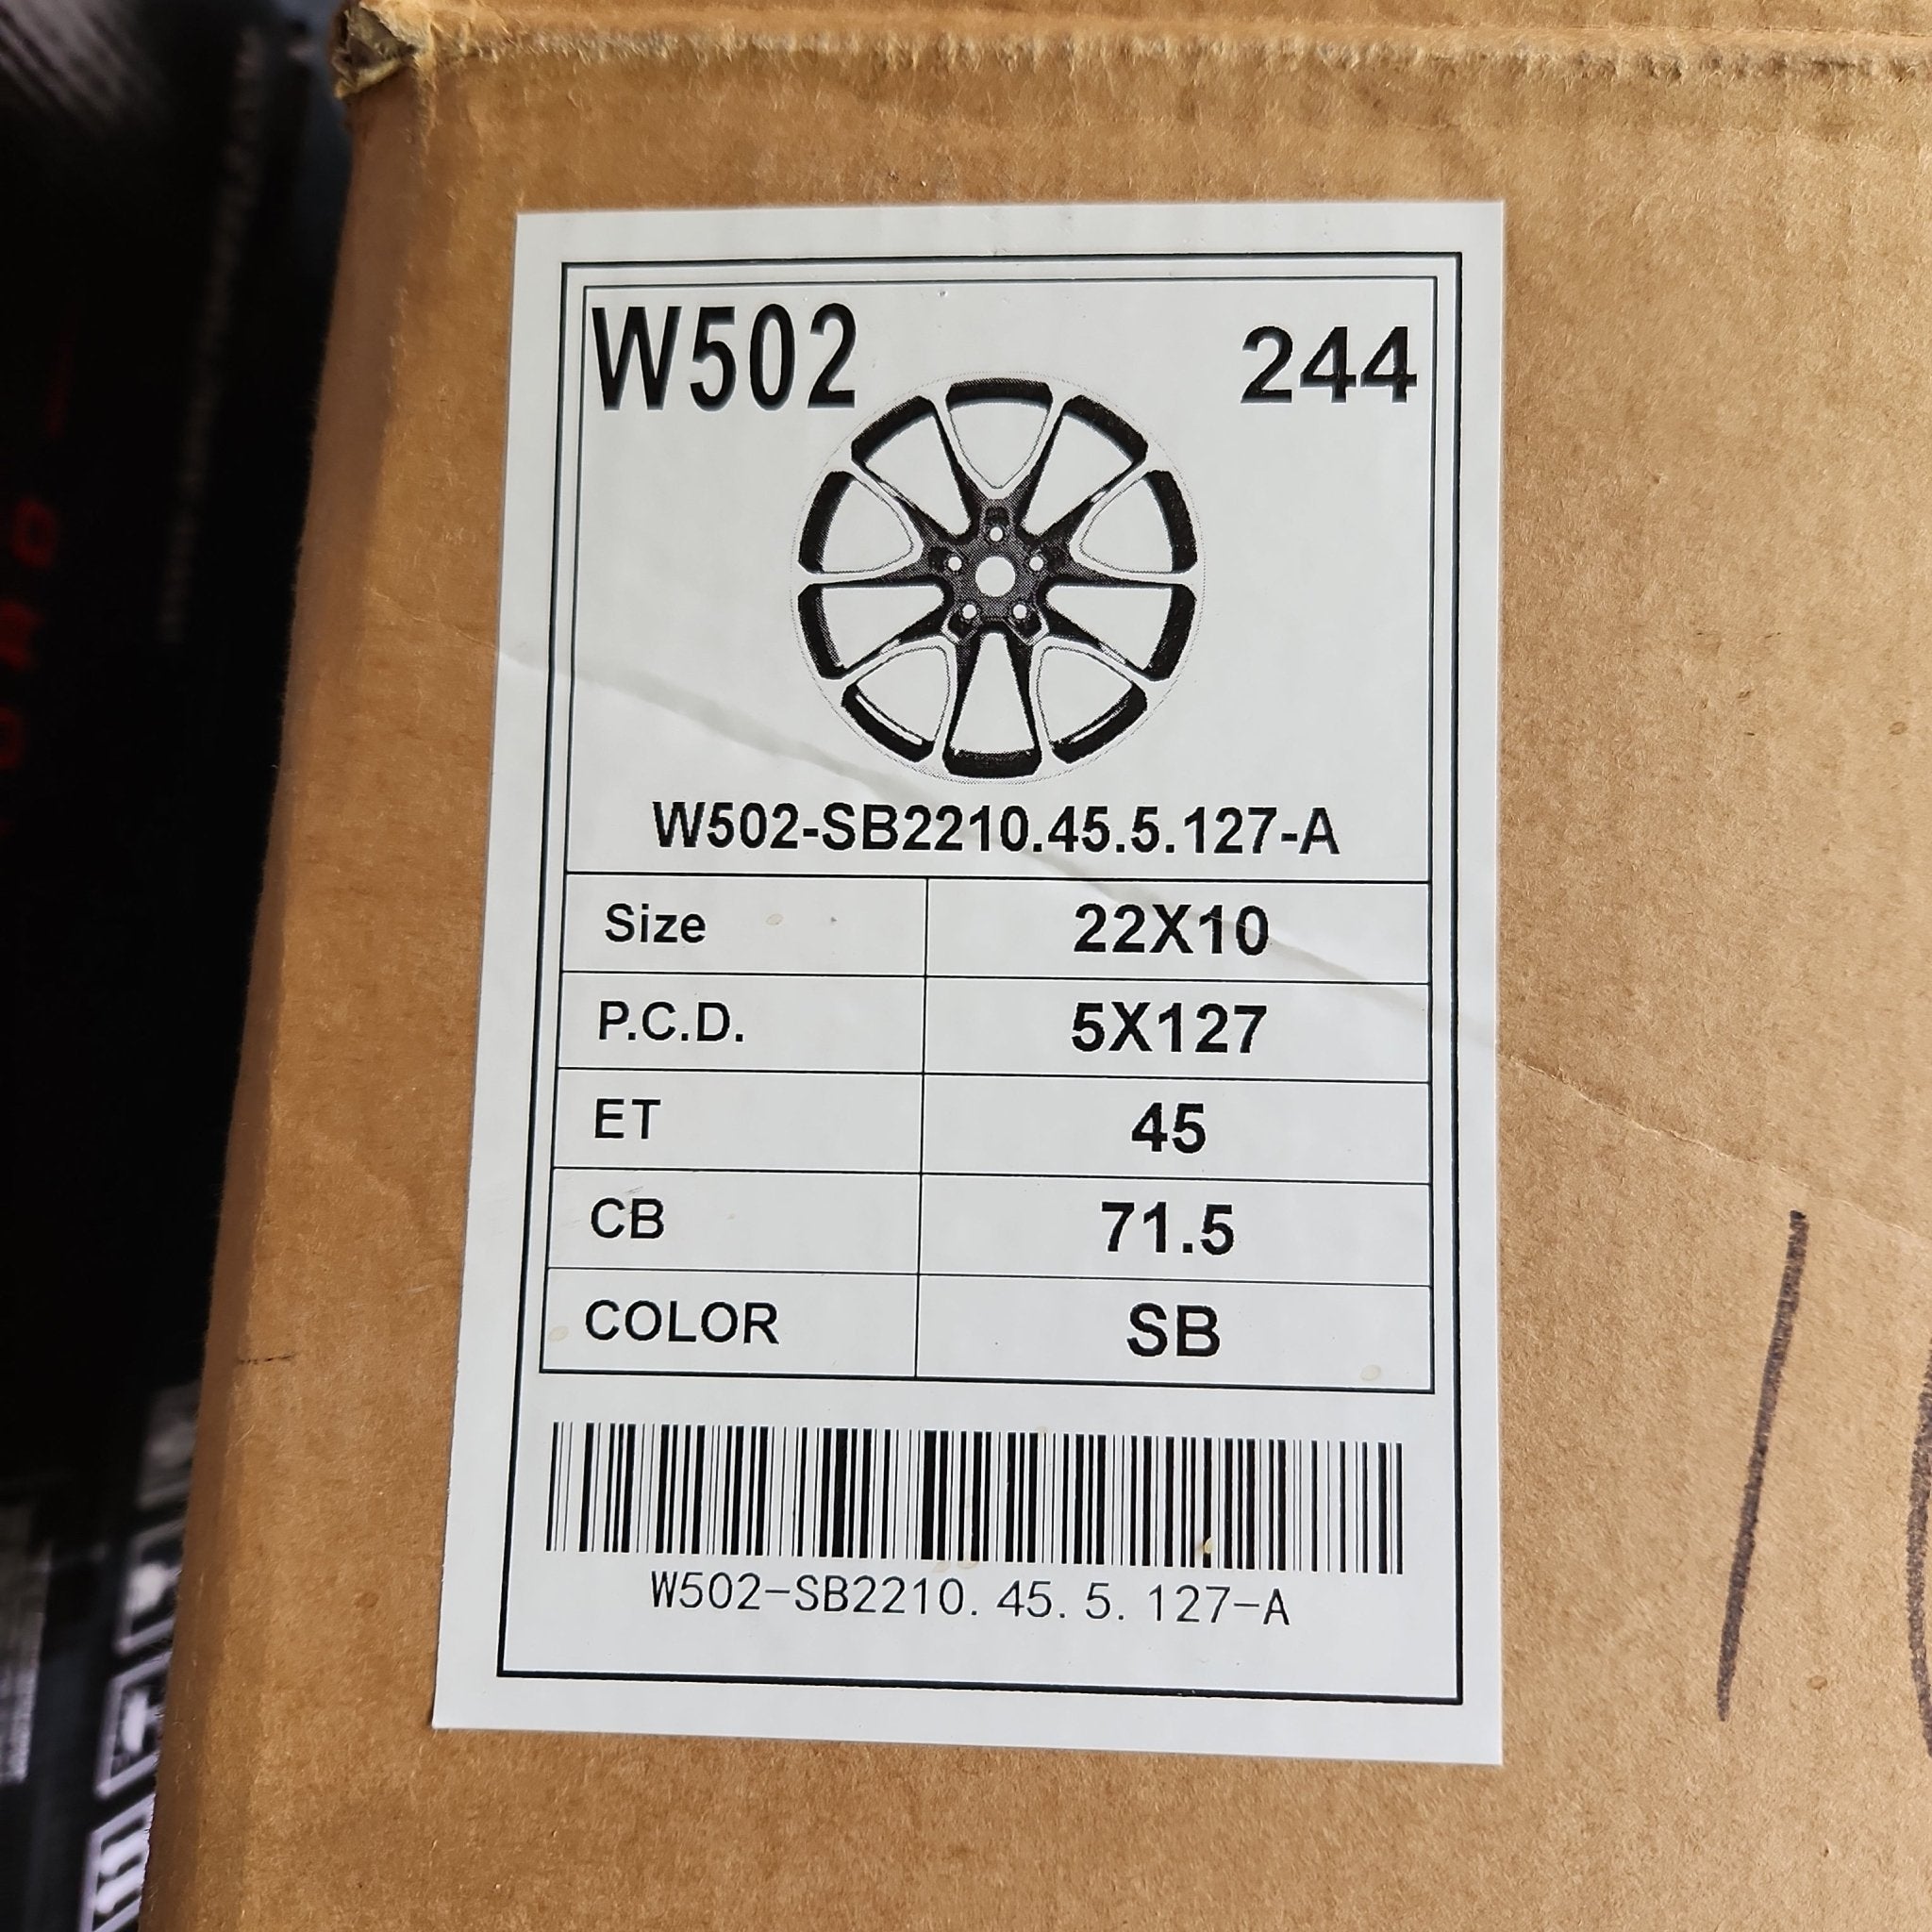 W502 244
W502-SB2210.45.5.127-A
Size 22X10
P.C.D. 5X127
ET 45
CB 71.5
COLOR SB
W502-SB2210.45.5.127-A